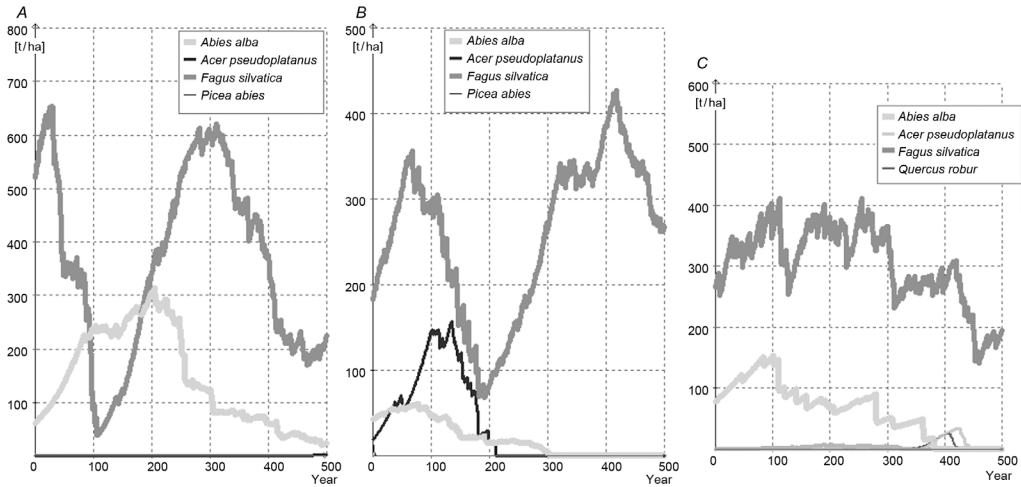 A
800
[t/ha]
700
600
500
400
300
200
100
0
100
200
300
400
500
Year
Abies alba
Acer pseudoplatanus
Fagus silvatica
Picea abies
B
500
[t/ha]
400
300
200
100
0
0
100
200
300
400
500
Year
Abies alba
Acer pseudoplatanus
Fagus silvatica
Picea abies
C
600
[t/ha]
500
400
300
200
100
0
0
100
200
300
400
500
Year
Abies alba
Acer pseudoplatanus
Fagus silvatica
Quercus robur